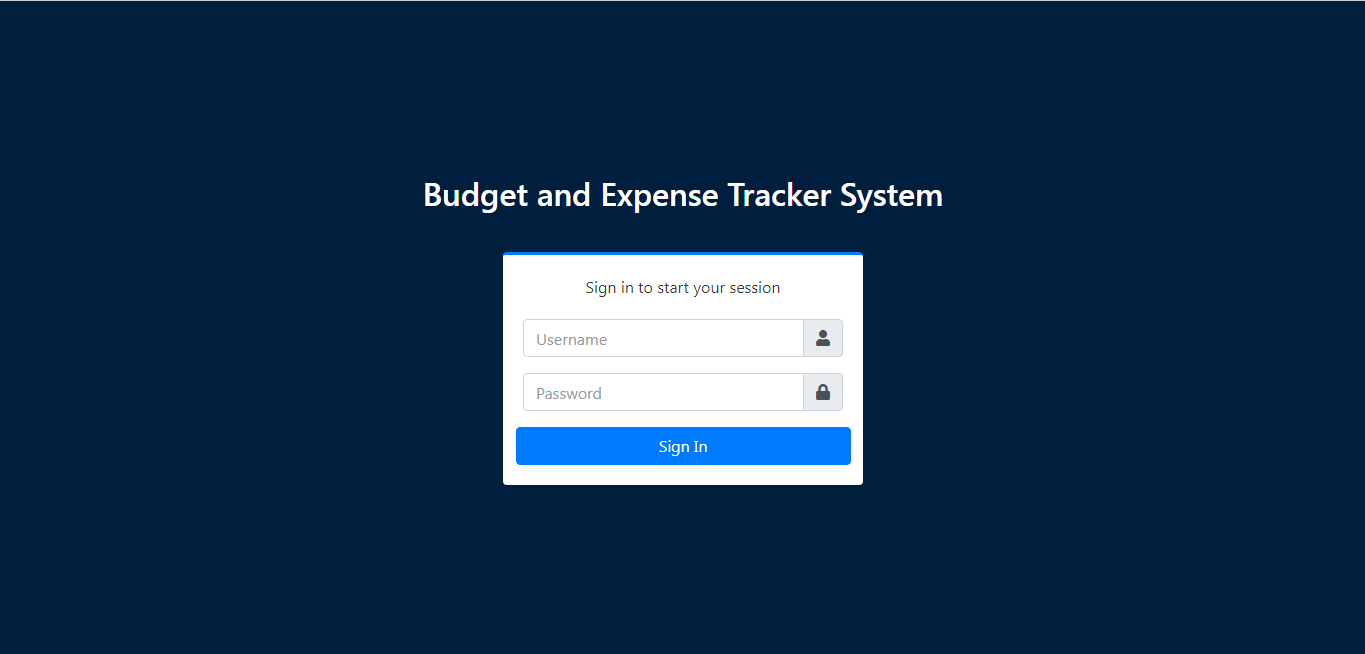 Budget and Expense Tracker System
Sign in to start your session
Username
Password
Sign In